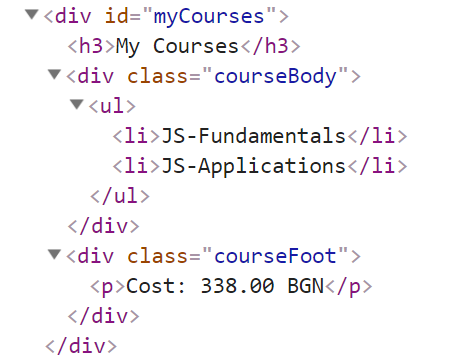 ▼<div id="myCourses">
<h3>My Courses</h3>
▼<div class="courseBody">
▼<ul>
<li>JS-Fundamentals</li>
<li>JS-Applications</li>
</ul>
</div>
▼<div class="courseFoot">
<p>Cost: 338.00 BGN</p>
</div>
</div>